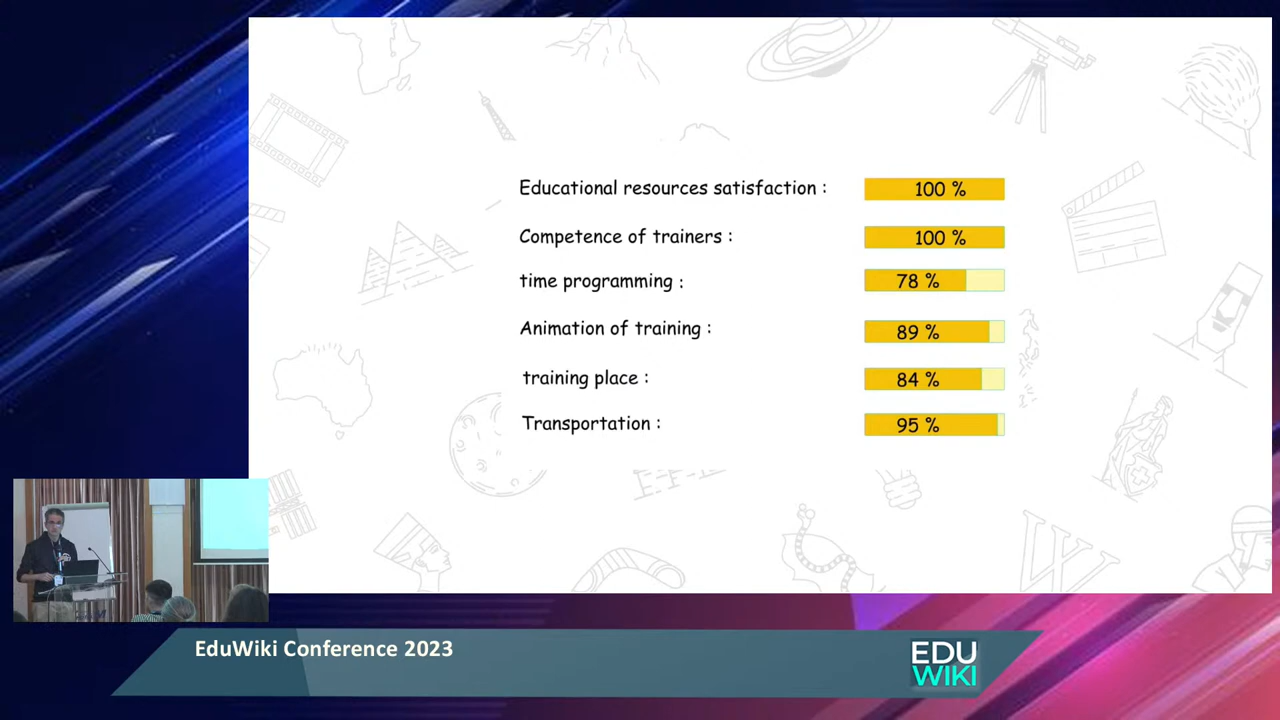 Educational resources satisfaction : 100 %
Competence of trainers : 100 %
time programming : 78 %
Animation of training : 89 %
training place : 84 %
Transportation : 95 %
EduWiki Conference 2023
EDU
WIKI